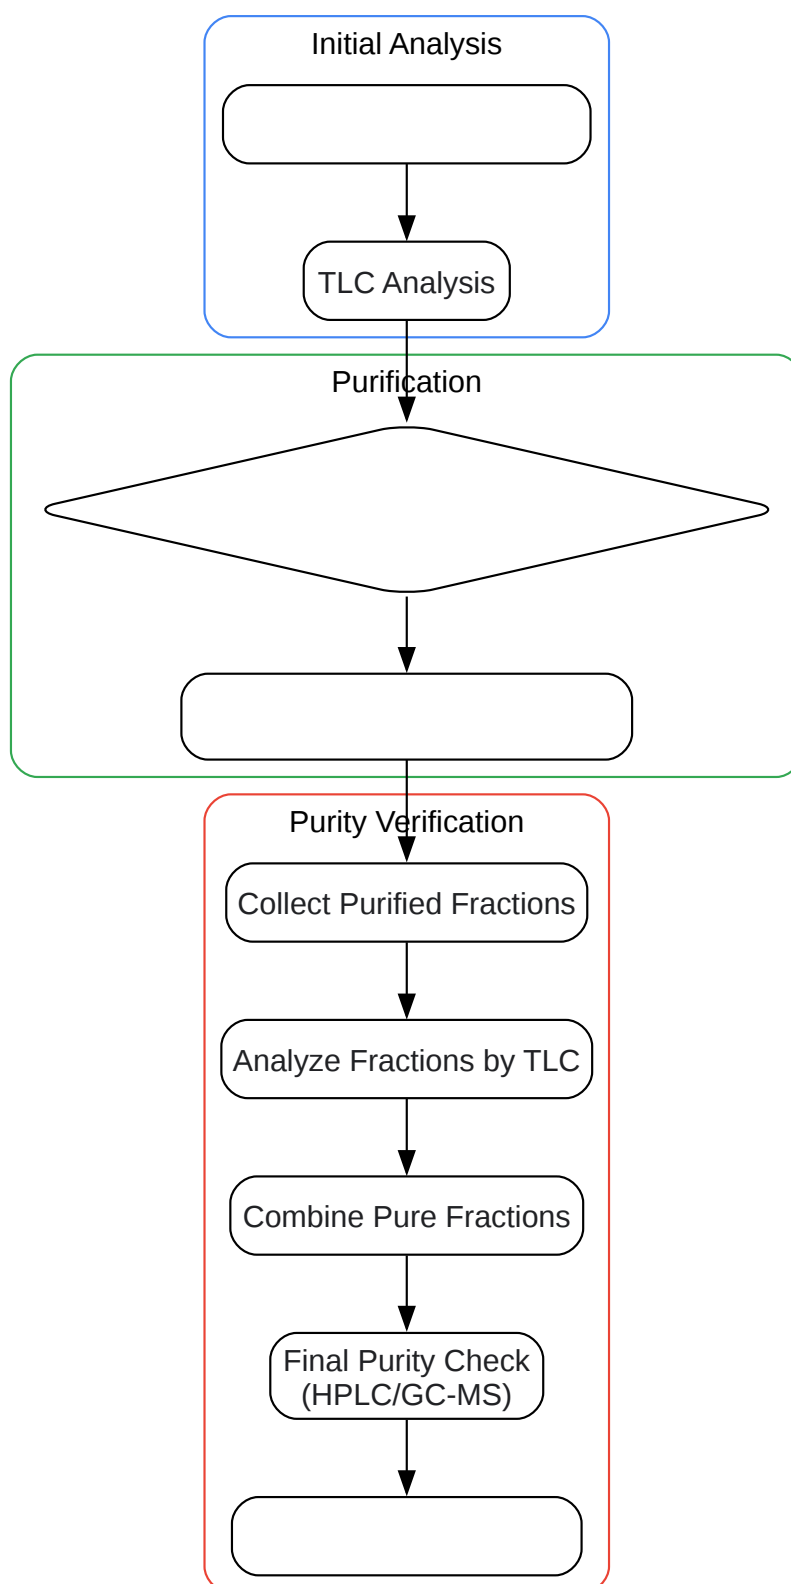 Initial Analysis
TLC Analysis
Purification
Purity Verification
Collect Purified Fractions
Analyze Fractions by TLC
Combine Pure Fractions
Final Purity Check
(HPLC/GC-MS)